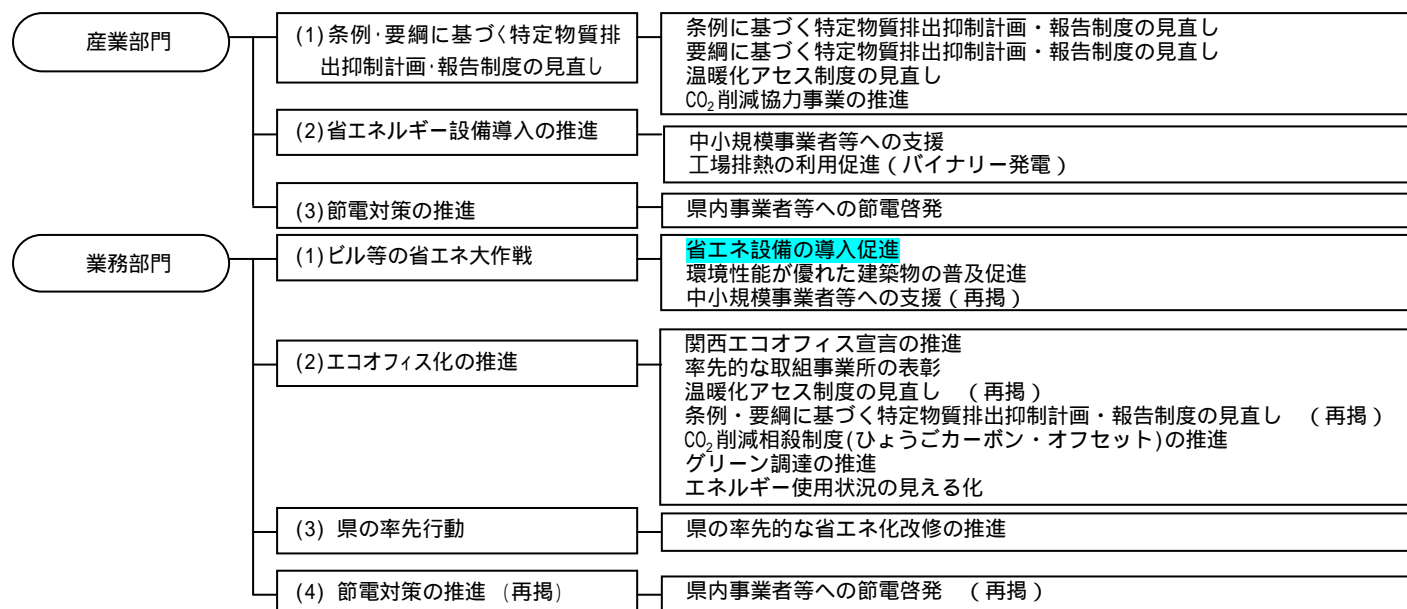 産業部門
(1)条例･要綱に基づく特定物質排
出抑制計画･報告制度の見直し
条例に基づく特定物質排出抑制計画・報告制度の見直し
要綱に基づく特定物質排出抑制計画・報告制度の見直し
温暖化アセス制度の見直し
CO₂削減協力事業の推進
(2)省エネルギー設備導入の推進
中小規模事業者等への支援
工場排熱の利用促進（バイナリー発電）
(3)節電対策の推進
県内事業者等への節電啓発
業務部門
(1)ビル等の省エネ大作戦
省エネ設備の導入促進
環境性能が優れた建築物の普及促進
中小規模事業者等への支援（再掲）
(2)エコオフィス化の推進
関西エコオフィス宣言の推進
率先的な取組事業所の表彰
温暖化アセス制度の見直し　（再掲）
条例・要綱に基づく特定物質排出抑制計画・報告制度の見直し　（再掲）
CO₂削減相殺制度(ひょうごカーボン・オフセット)の推進
グリーン調達の推進
エネルギー使用状況の見える化
(3) 県の率先行動
県の率先的な省エネ化改修の推進
(4) 節電対策の推進 （再掲）
県内事業者等への節電啓発　（再掲）